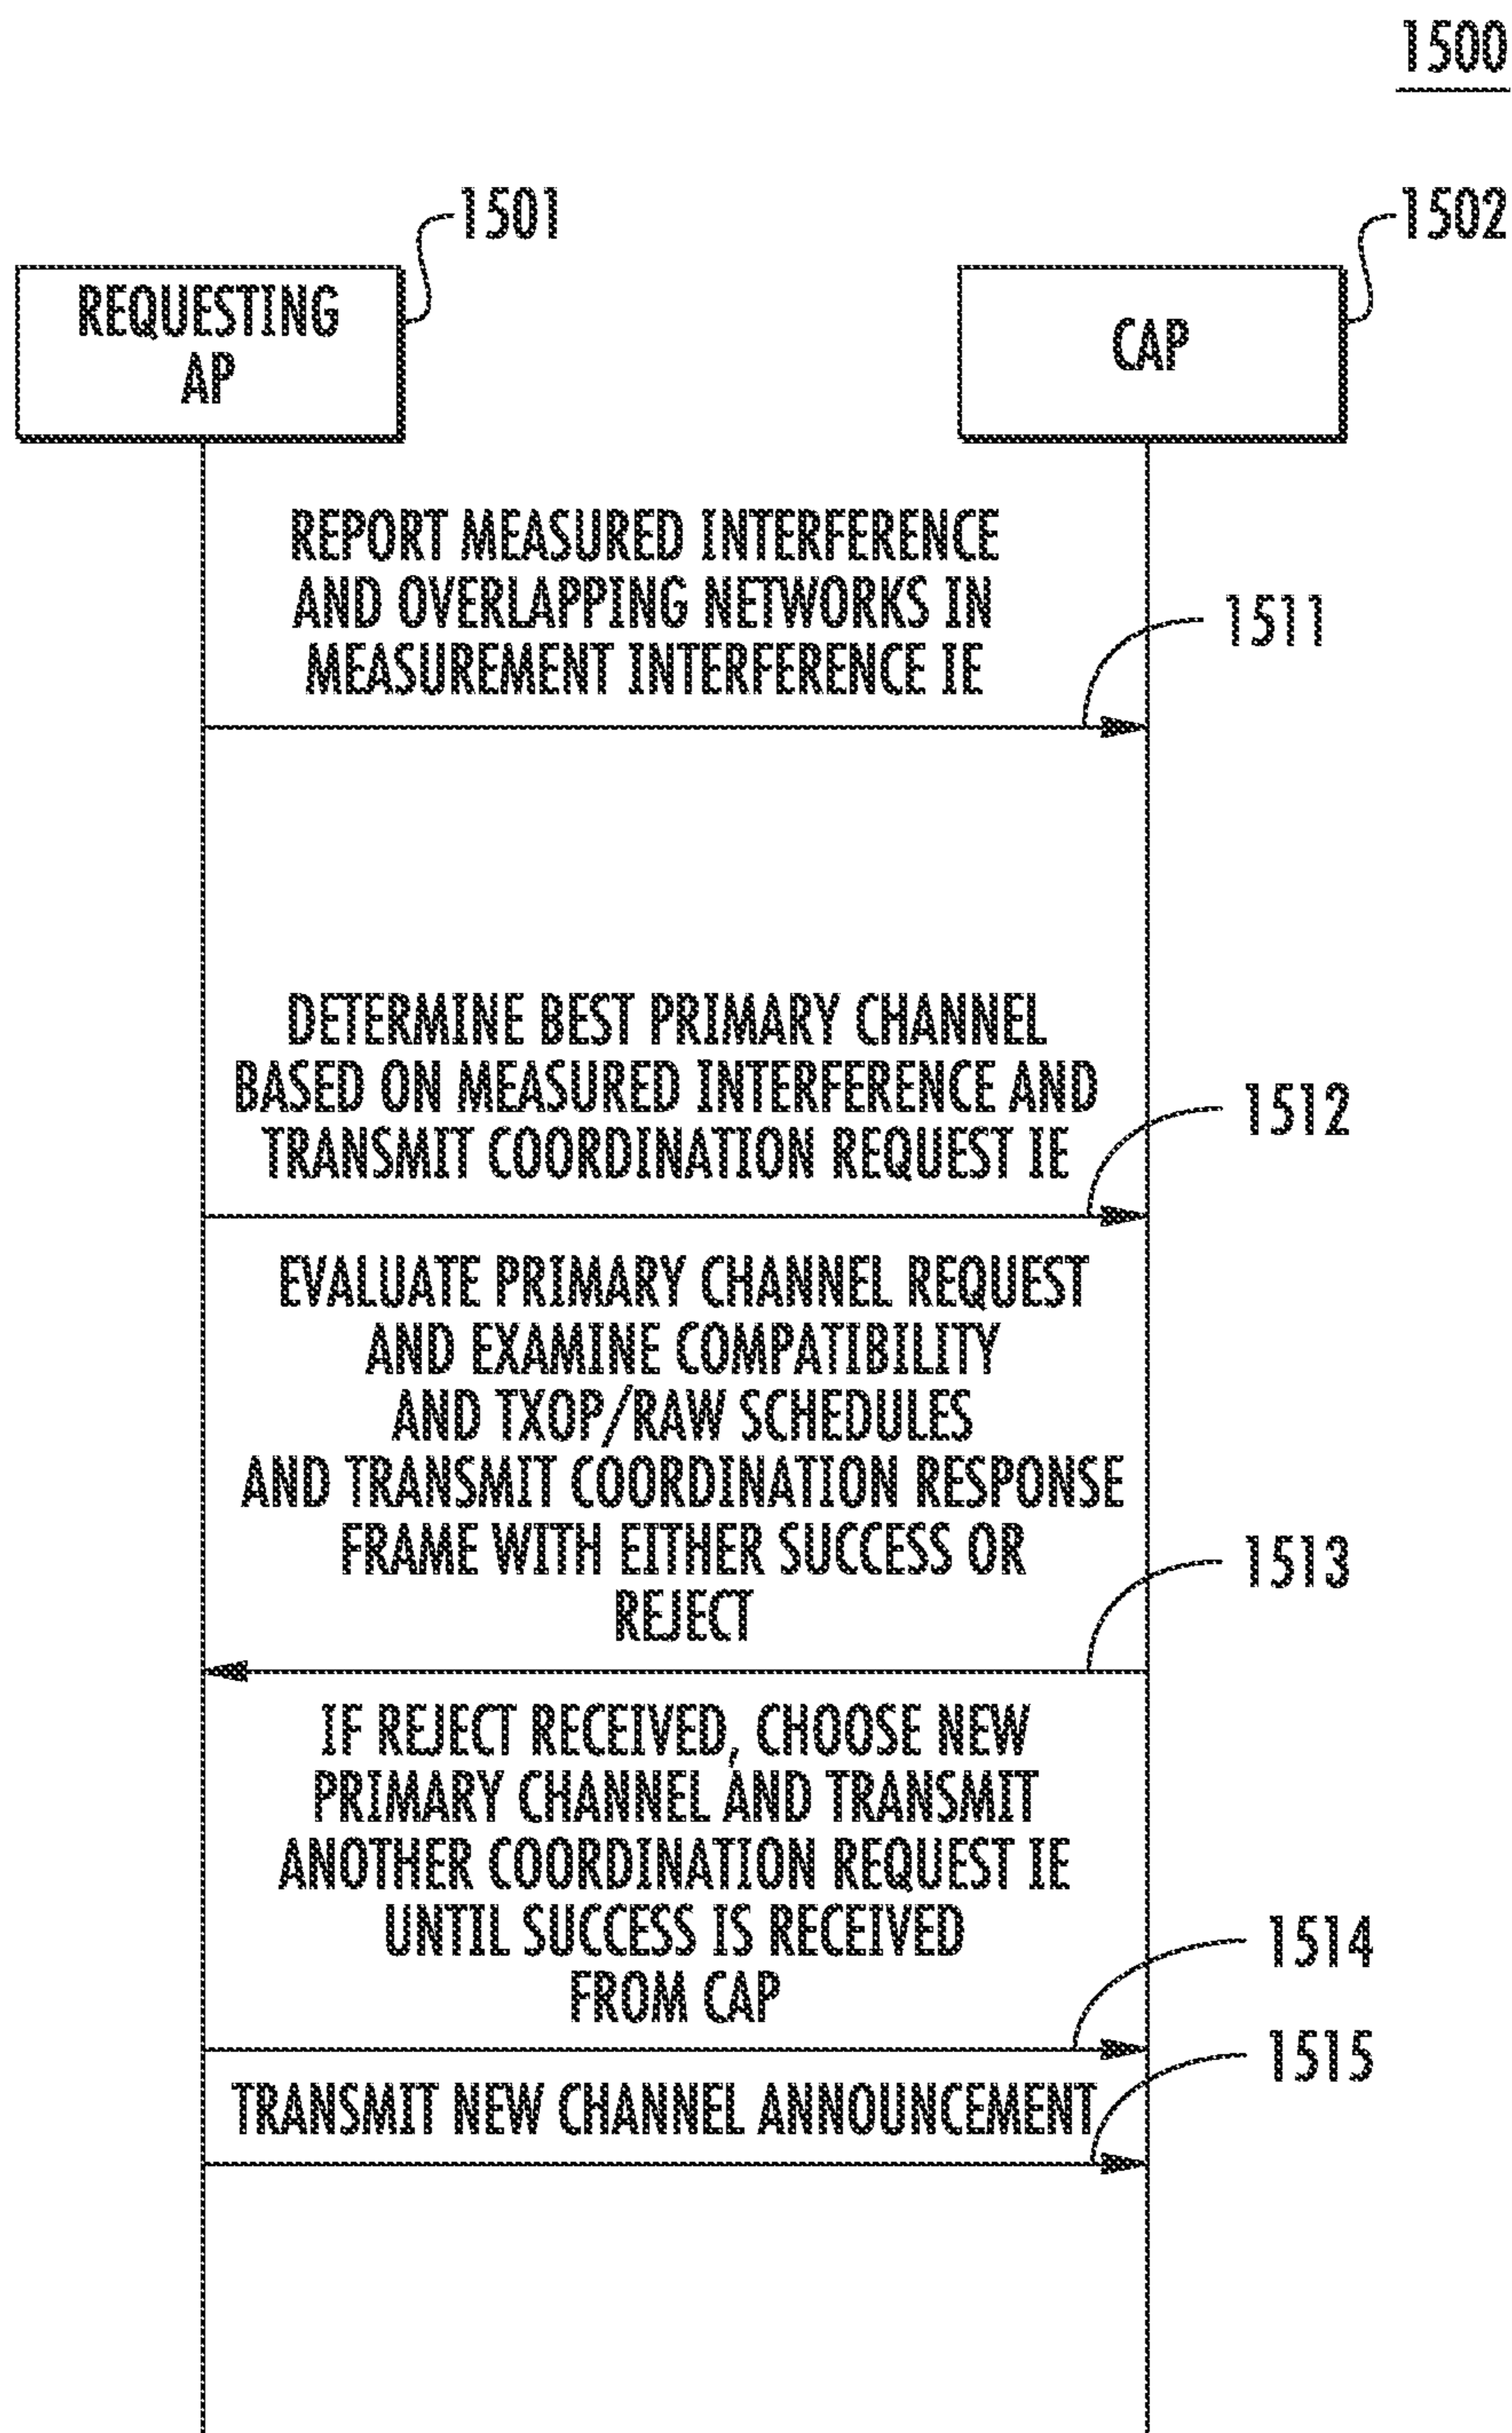 1500
1501
1502
REQUESTING
AP
CAP
REPORT MEASURED INTERFERENCE
AND OVERLAPPING NETWORKS IN
MEASUREMENT INTERFERENCE IE
1511
DETERMINE BEST PRIMARY CHANNEL
BASED ON MEASURED INTERFERENCE AND
TRANSMIT COORDINATION REQUEST IE
1512
EVALUATE PRIMARY CHANNEL REQUEST
AND EXAMINE COMPATIBILITY
AND TXOP/RAW SCHEDULES
AND TRANSMIT COORDINATION RESPONSE
FRAME WITH EITHER SUCCESS OR
REJECT
1513
IF REJECT RECEIVED, CHOOSE NEW
PRIMARY CHANNEL AND TRANSMIT
ANOTHER COORDINATION REQUEST IE
UNTIL SUCCESS IS RECEIVED
FROM CAP
1514
TRANSMIT NEW CHANNEL ANNOUNCEMENT
1515